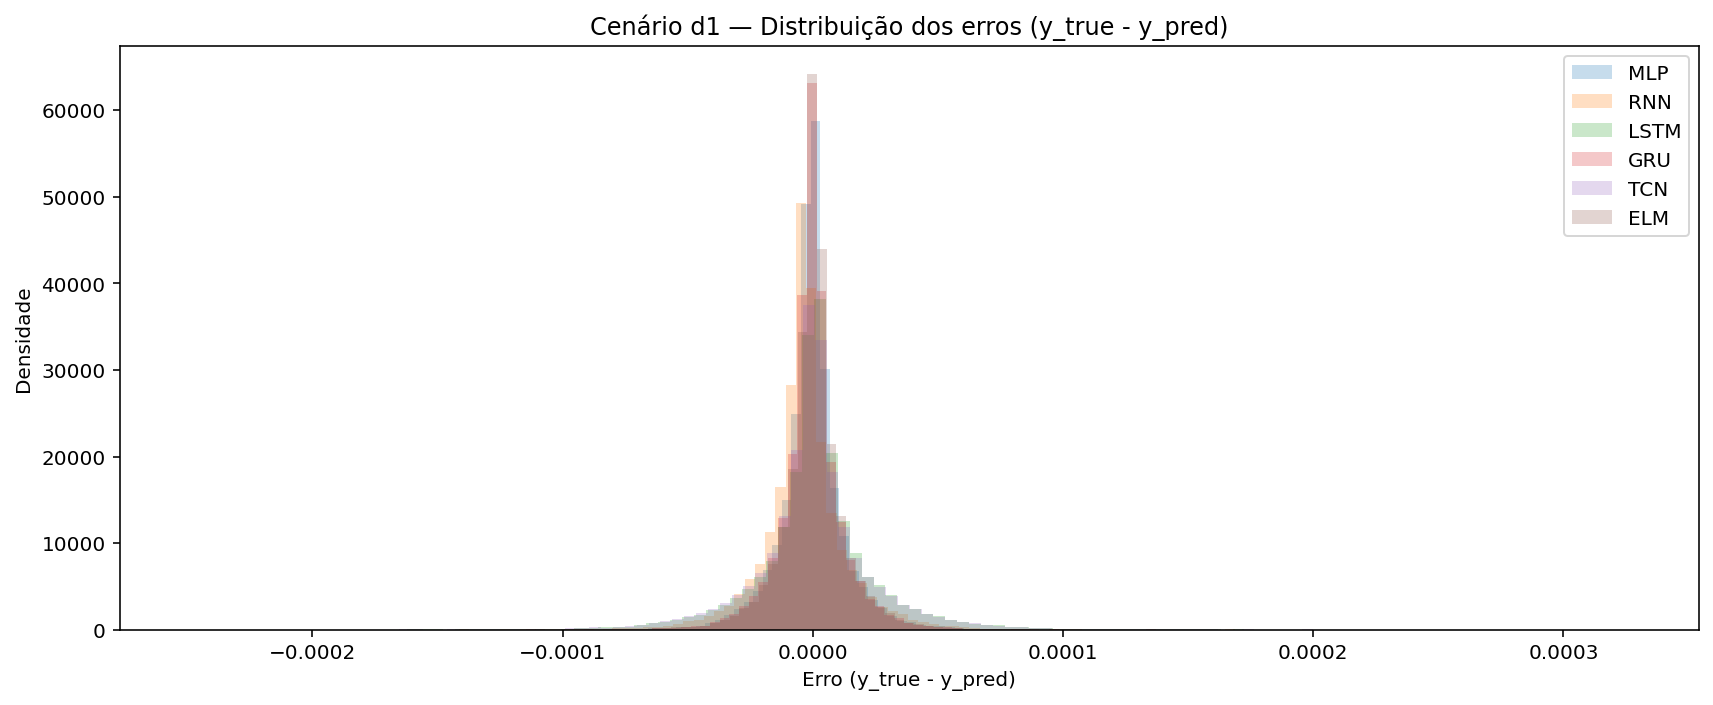 Cenário d1 — Distribuição dos erros (y_true - y_pred)
MLP
RNN
LSTM
GRU
TCN
ELM
Densidade
60000
50000
40000
30000
20000
10000
0
−0.0002
−0.0001
0.0000
0.0001
0.0002
0.0003
Erro (y_true - y_pred)